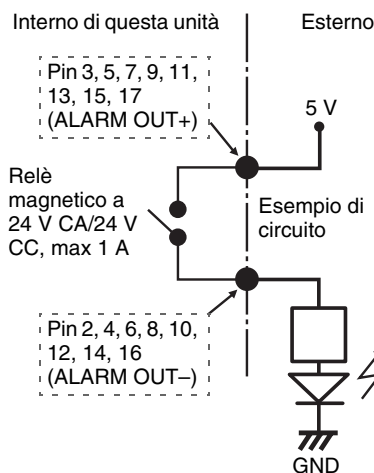 Interno di questa unità
Esterno
Pin 3, 5, 7, 9, 11,
13, 15, 17
(ALARM OUT+)
5 V
Relè
magnetico a
24 V CA/24 V
CC, max 1 A
Esempio di
circuito
Pin 2, 4, 6, 8, 10,
12, 14, 16
(ALARM OUT–)
GND